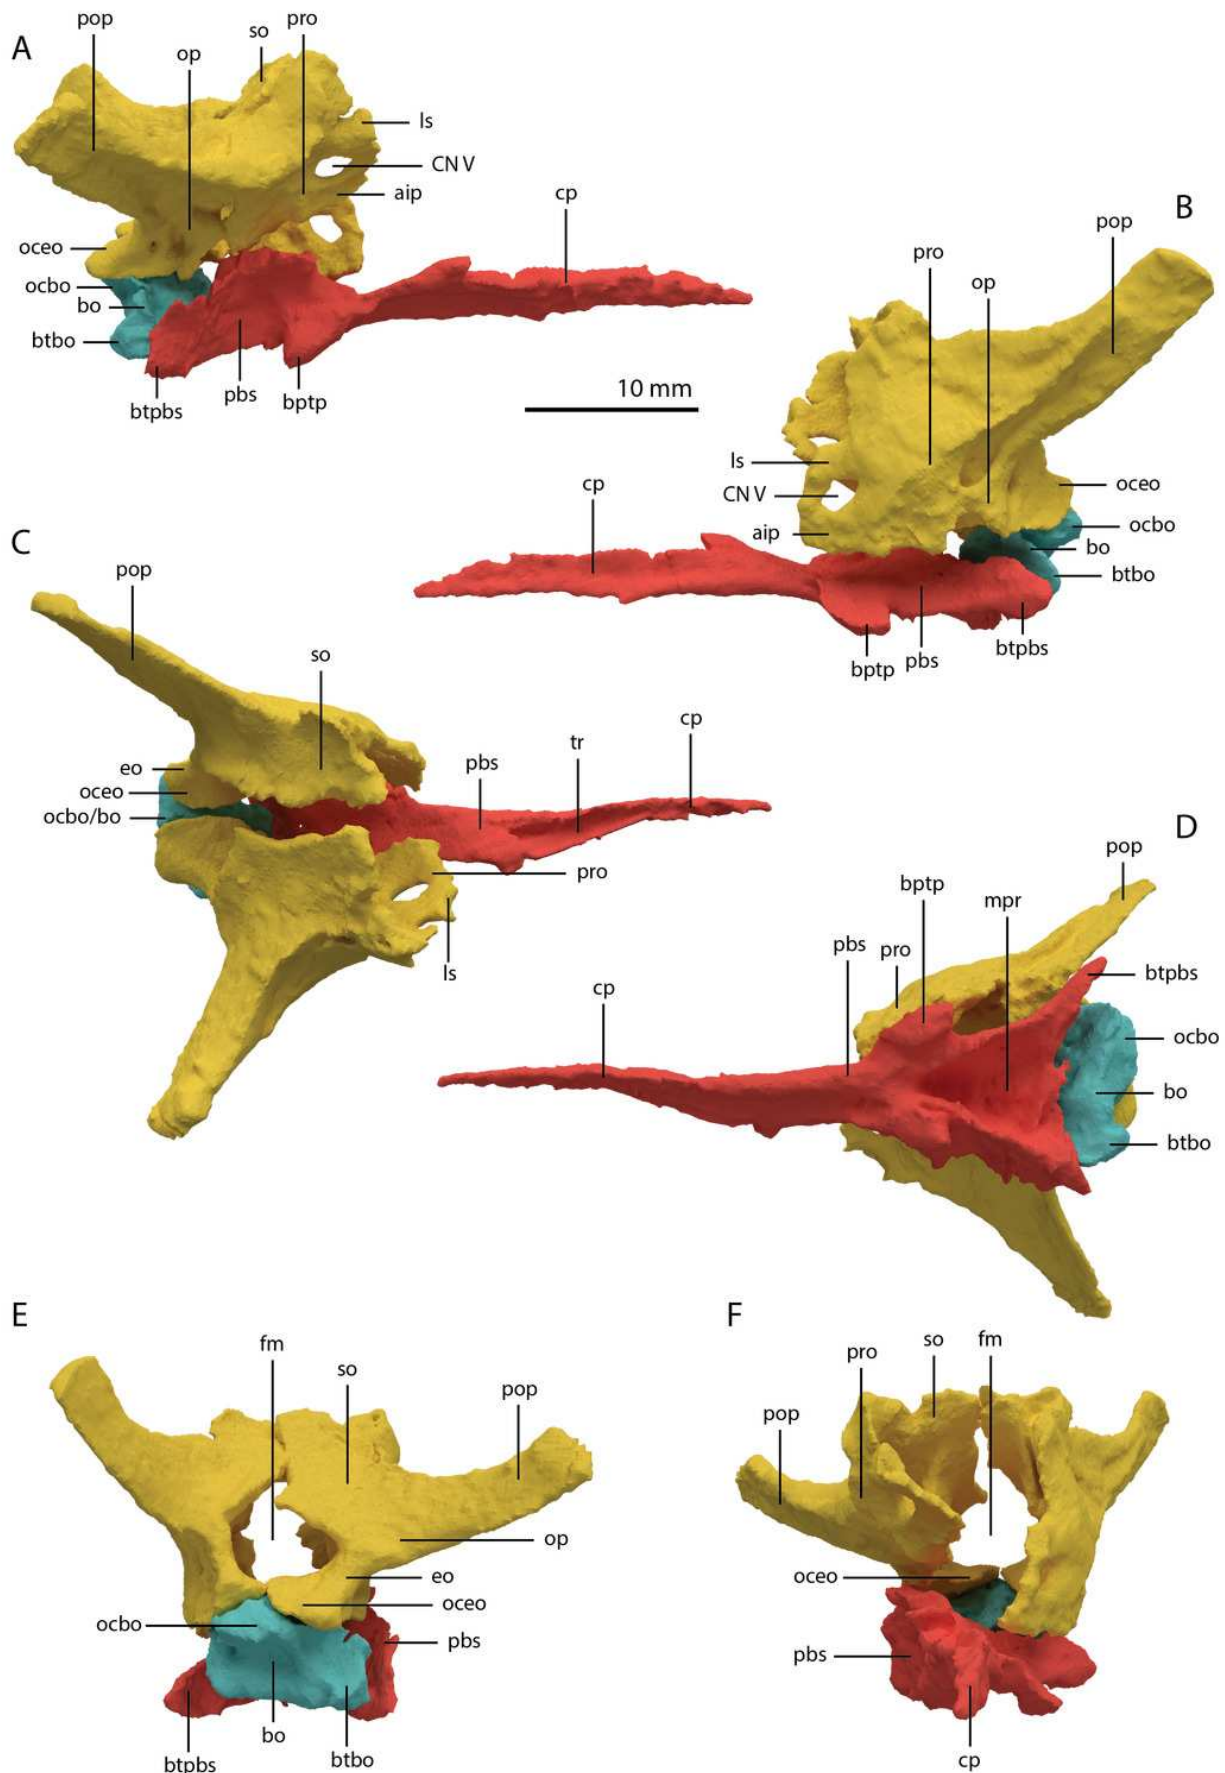 A
pop
op
so
pro
ls
CN V
aip
cp
oceo
ocbo
bo
btbo
btpbs
pbs
bptp
10 mm
B
pop
pro
op
ls
CN V
aip
cp
oceo
ocbo
bo
btbo
bptp
pbs
btpbs
C
pop
so
eo
oceo
ocbo/bo
pbs
tr
cp
pro
ls
D
pop
bptp
mpr
pbs
pro
cp
btpbs
ocbo
bo
btbo
E
fm
so
pop
op
eo
oceo
ocbo
pbs
btpbs
bo
btbo
F
pro
so
fm
pop
oceo
pbs
cp